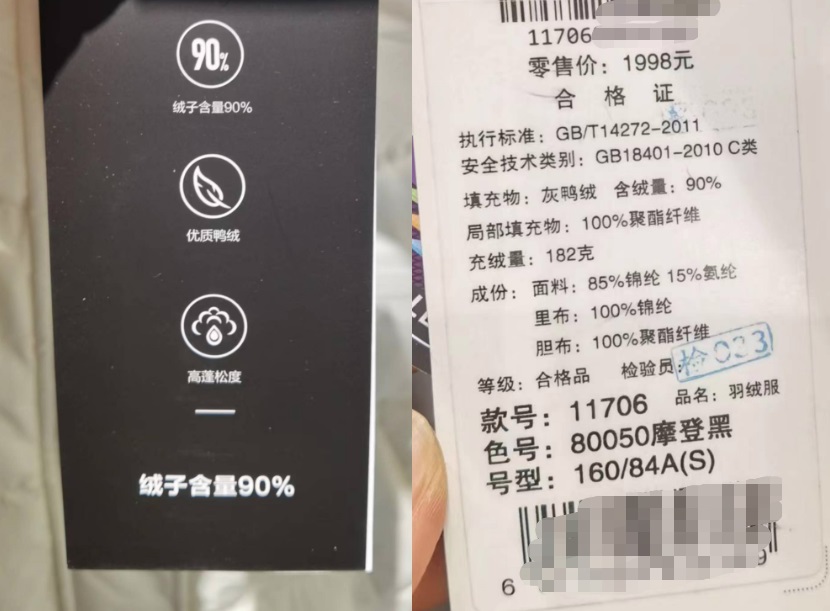 90%
绒子含量90%
优质鸭绒
高蓬松度
绒子含量90%
11706
零售价：1998元
合 格 证
执行标准：GB/T14272-2011
安全技术类别：GB18401-2010 C类
填充物：灰鸭绒 含绒量：90%
局部填充物：100%聚酯纤维
充绒量：182克
成份：面料：85%锦纶 15%氨纶
里布：100%锦纶
胆布：100%聚酯纤维
等级：合格品 检验员：检 023
款号：11706 品名：羽绒服
色号：80050摩登黑
号型：160/84A(S)
6 9